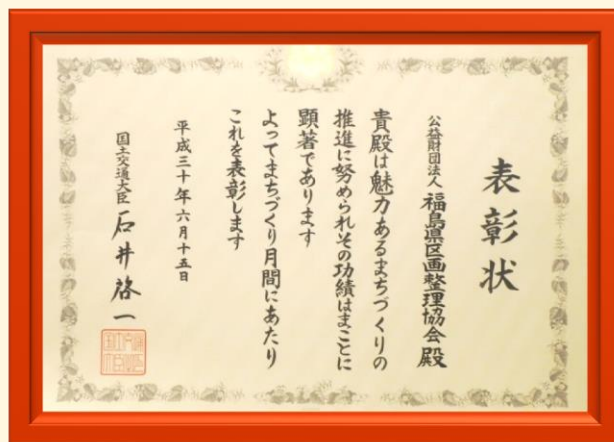 表彰状
公益財団法人 福島県区画整理協会 殿
貴殿は魅力あるまちづくりの
推進に努められその功績はまことに
顕著であります
よってまちづくり月間にあたり
これを表彰します
平成三十年六月十五日
国土交通大臣 石井啓一